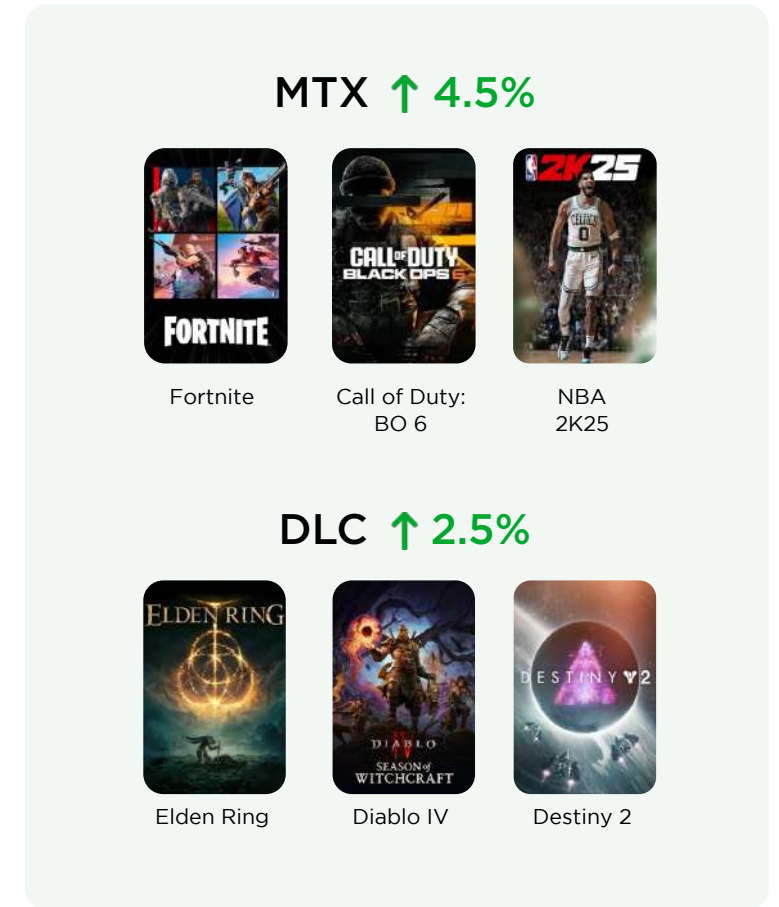 MTX ↑ 4.5%
FORTNITE
CALL OF DUTY
BLACK OPS 6
NBA 2K25
CELTICS
0
Fortnite
Call of Duty:
BO 6
NBA
2K25
DLC ↑ 2.5%
ELDEN RING
DIABLO
IV
SEASON of
WITCHCRAFT
DESTINY 2
Elden Ring
Diablo IV
Destiny 2